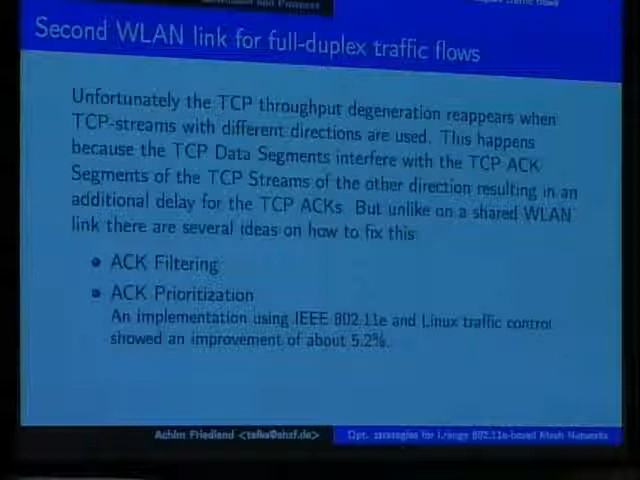 Second WLAN link for full-duplex traffic flows
Unfortunately the TCP throughput degeneration reappears when
TCP-streams with different directions are used. This happens
because the TCP Data Segments interfere with the TCP ACK
Segments of the TCP Streams of the other direction resulting in an
additional delay for the TCP ACKs. But unlike on a shared WLAN
link there are several ideas on how to fix this:
• ACK Filtering
• ACK Prioritization
An implementation using IEEE 802.11e and Linux traffic control
showed an improvement of about 5.2%.
Achim Friedland
Opt. strategies for 802.11s-based Mesh Networks